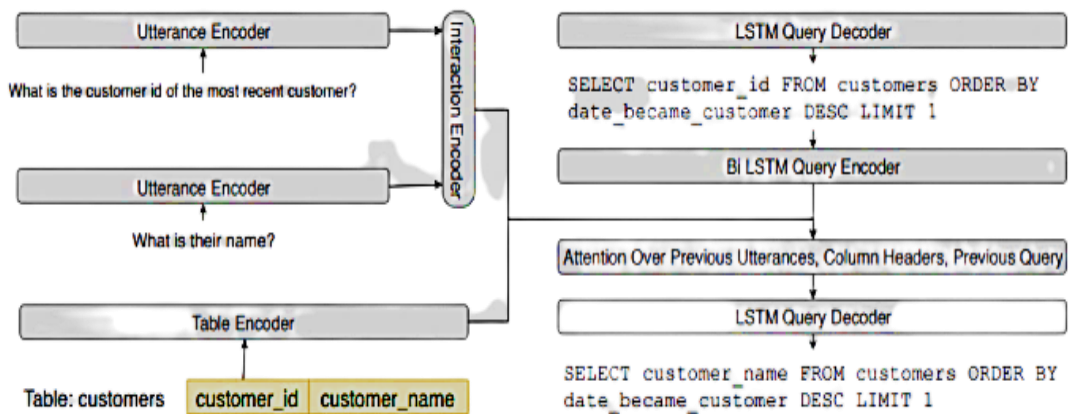 Utterance Encoder
What is the customer id of the most recent customer?
Interaction Encoder
Utterance Encoder
What is their name?
Table Encoder
Table: customers customer_id customer_name
LSTM Query Decoder
SELECT customer_id FROM customers ORDER BY
date_became_customer DESC LIMIT 1
Bi LSTM Query Encoder
Attention Over Previous Utterances, Column Headers, Previous Query
LSTM Query Decoder
SELECT customer_name FROM customers ORDER BY
date_became_customer DESC LIMIT 1